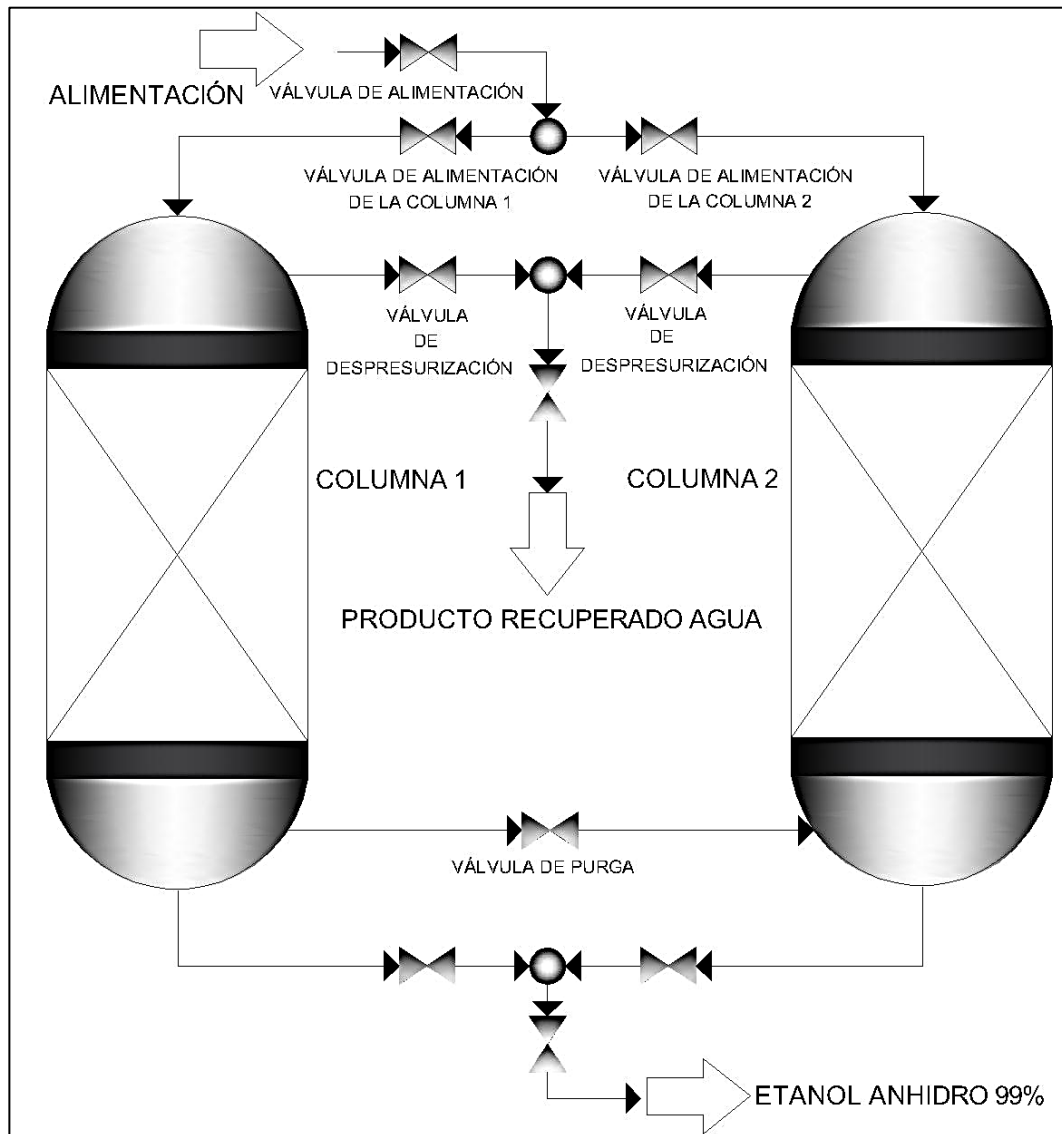 ALIMENTACIÓN
VÁLVULA DE ALIMENTACIÓN
VÁLVULA DE ALIMENTACIÓN
DE LA COLUMNA 1
VÁLVULA DE ALIMENTACIÓN
DE LA COLUMNA 2
VÁLVULA
DE
DESPRESURIZACIÓN
VÁLVULA
DE
DESPRESURIZACIÓN
COLUMNA 1
COLUMNA 2
PRODUCTO RECUPERADO AGUA
VÁLVULA DE PURGA
ETANOL ANHIDRO 99%